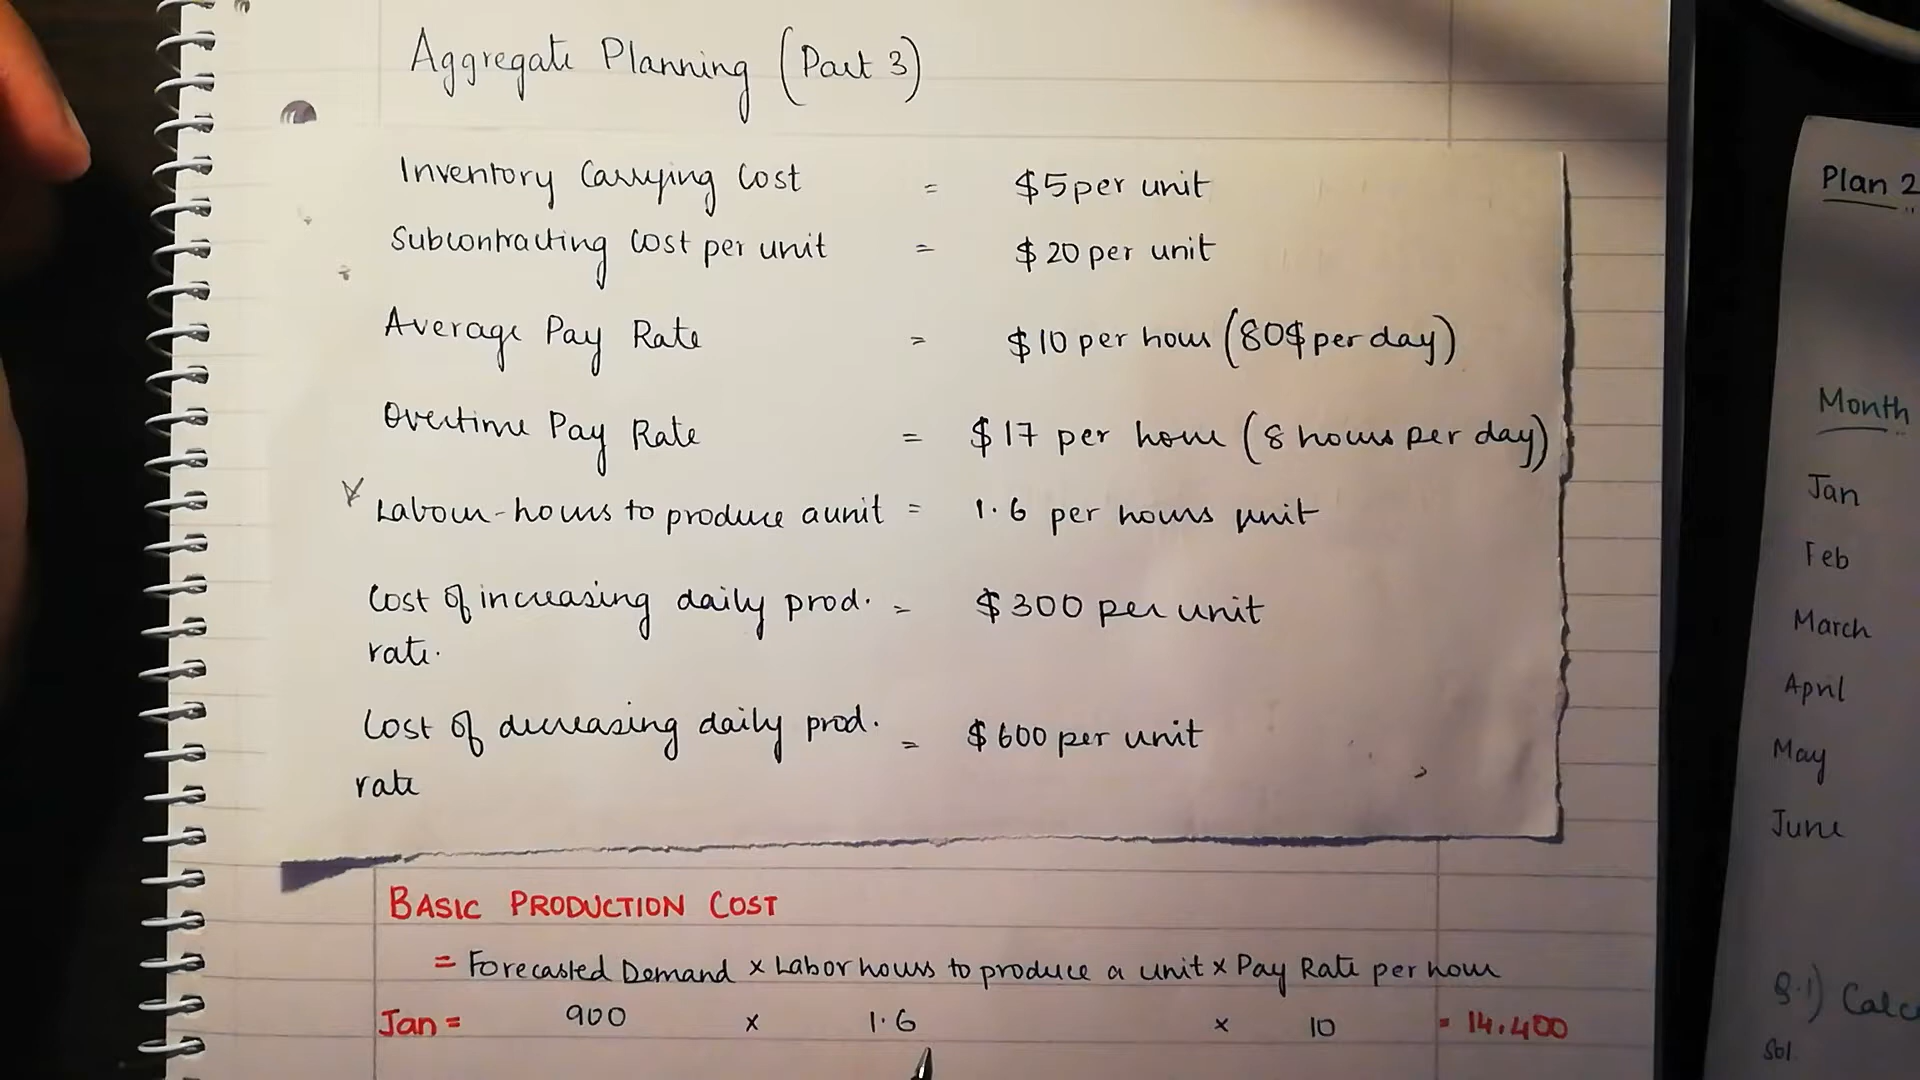 Aggregate Planning (Part 3)
Inventory Carrying Cost = $5 per unit
Subcontracting Cost per unit = $20 per unit
Average Pay Rate = $10 per hour (80$ per day)
Overtime Pay Rate = $17 per hour (8 hours per day)
Labour-hours to produce a unit = 1.6 per hours unit
Cost of increasing daily prod. = $300 per unit
rate.
Cost of decreasing daily prod. = $600 per unit
rate
BASIC PRODUCTION COST
= Forecasted Demand x Labor hours to produce a unit x Pay Rate per hour
Jan = 900 x 1.6 x 10 = 14.400
Plan 2
Month
Jan
Feb
March
April
May
June
Sol.